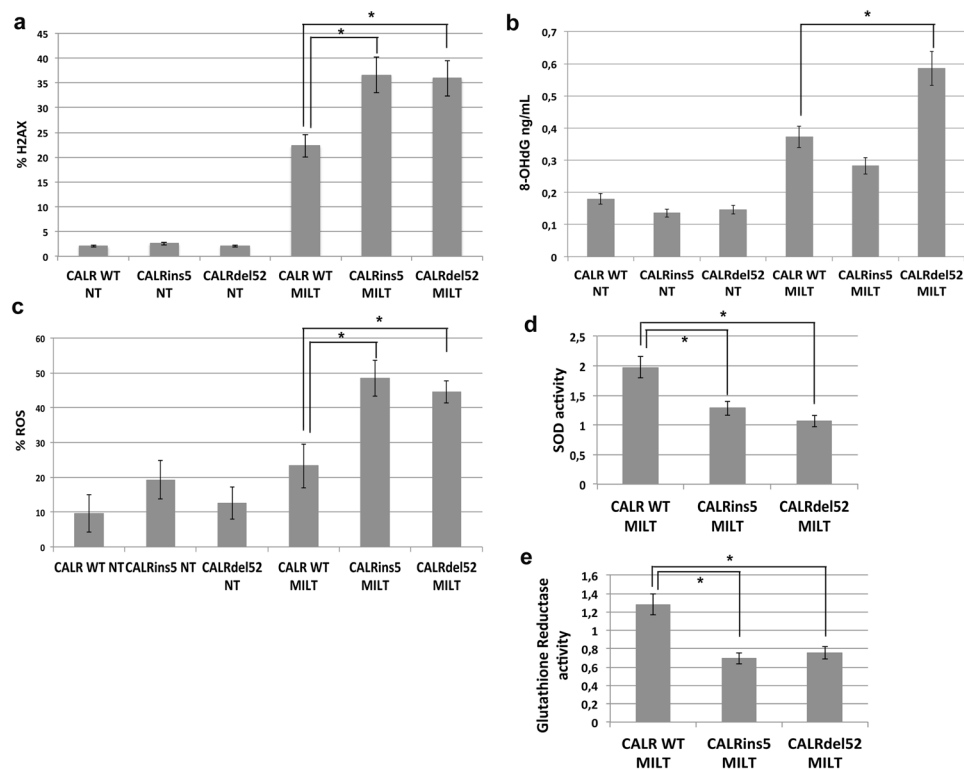 a
*
*
45
40
35
30
25
20
15
10
5
0
% H2AX
CALR WT
NT
CALRins5
NT
CALRdel52
NT
CALR WT
MILT
CALRins5
MILT
CALRdel52
MILT
b
*
0,7
0,6
0,5
0,4
0,3
0,2
0,1
0
8-OHdG ng/mL
CALR WT
NT
CALRins5
NT
CALRdel52
NT
CALR WT
MILT
CALRins5
MILT
CALRdel52
MILT
c
*
*
60
50
40
30
20
10
0
% ROS
CALR WT NT
CALRins5 NT
CALRdel52
NT
CALR WT
MILT
CALRins5
MILT
CALRdel52
MILT
d
*
*
2,5
2
1,5
1
0,5
0
SOD activity
CALR WT
MILT
CALRins5
MILT
CALRdel52
MILT
e
*
*
1,6
1,4
1,2
1
0,8
0,6
0,4
0,2
0
Glutathione Reductase
activity
CALR WT
MILT
CALRins5
MILT
CALRdel52
MILT